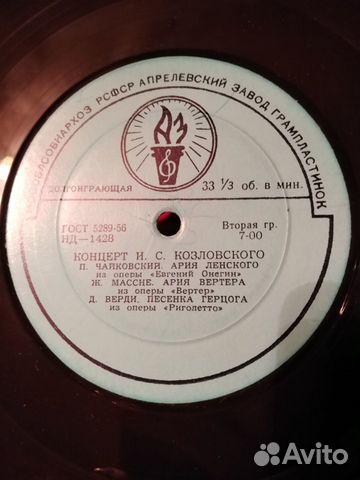 МОСОБЛСОВНАРХОЗ РСФСР АПРЕЛЕВСКИЙ ЗАВОД ГРАМПЛАСТИНОК
АЗ
ДОЛГОИГРАЮЩАЯ 33 1/3 об. в мин.
ГОСТ 5289-56 Вторая гр.
НД—1428 7-00
КОНЦЕРТ И. С. КОЗЛОВСКОГО
П. ЧАЙКОВСКИЙ. АРИЯ ЛЕНСКОГО
из оперы «Евгений Онегин»
Ж. МАССНЕ. АРИЯ ВЕРТЕРА
из оперы «Вертер»
Д. ВЕРДИ. ПЕСЕНКА ГЕРЦОГА
из оперы «Риголетто»
Avito